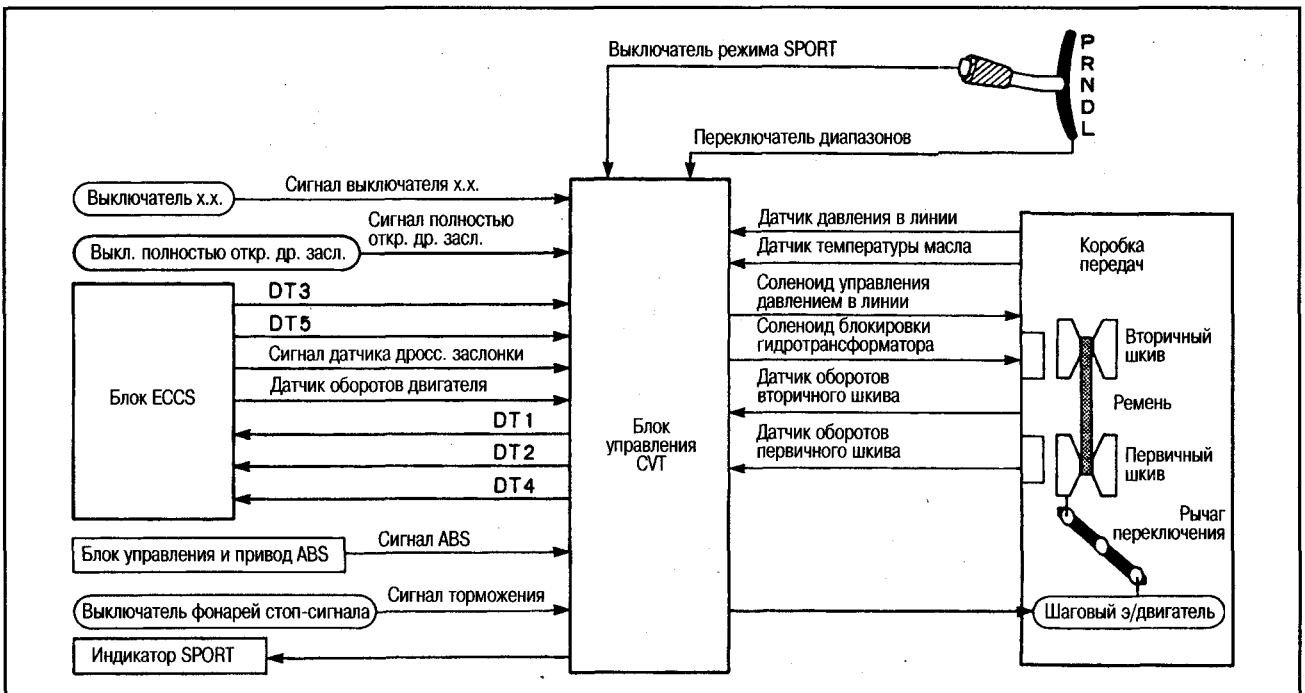 Выключатель режима SPORT
P
R
N
D
L
Переключатель диапазонов
Выключатель х.х.
Сигнал выключателя х.х.
Выкл. полностью откр. др. засл.
Сигнал полностью
откр. др. засл.
Блок ECCS
DT3
DT5
Сигнал датчика дросс. заслонки
Датчик оборотов двигателя
DT1
DT2
DT4
Блок управления и привод ABS
Сигнал ABS
Выключатель фонарей стоп-сигнала
Сигнал торможения
Индикатор SPORT
Блок
управления
CVT
Датчик давления в линии
Датчик температуры масла
Соленоид управления
давлением в линии
Соленоид блокировки
гидротрансформатора
Датчик оборотов
вторичного шкива
Датчик оборотов
первичного шкива
Коробка
передач
Вторичный
шкив
Ремень
Первичный
шкив
Рычаг
переключения
Шаговый э/двигатель